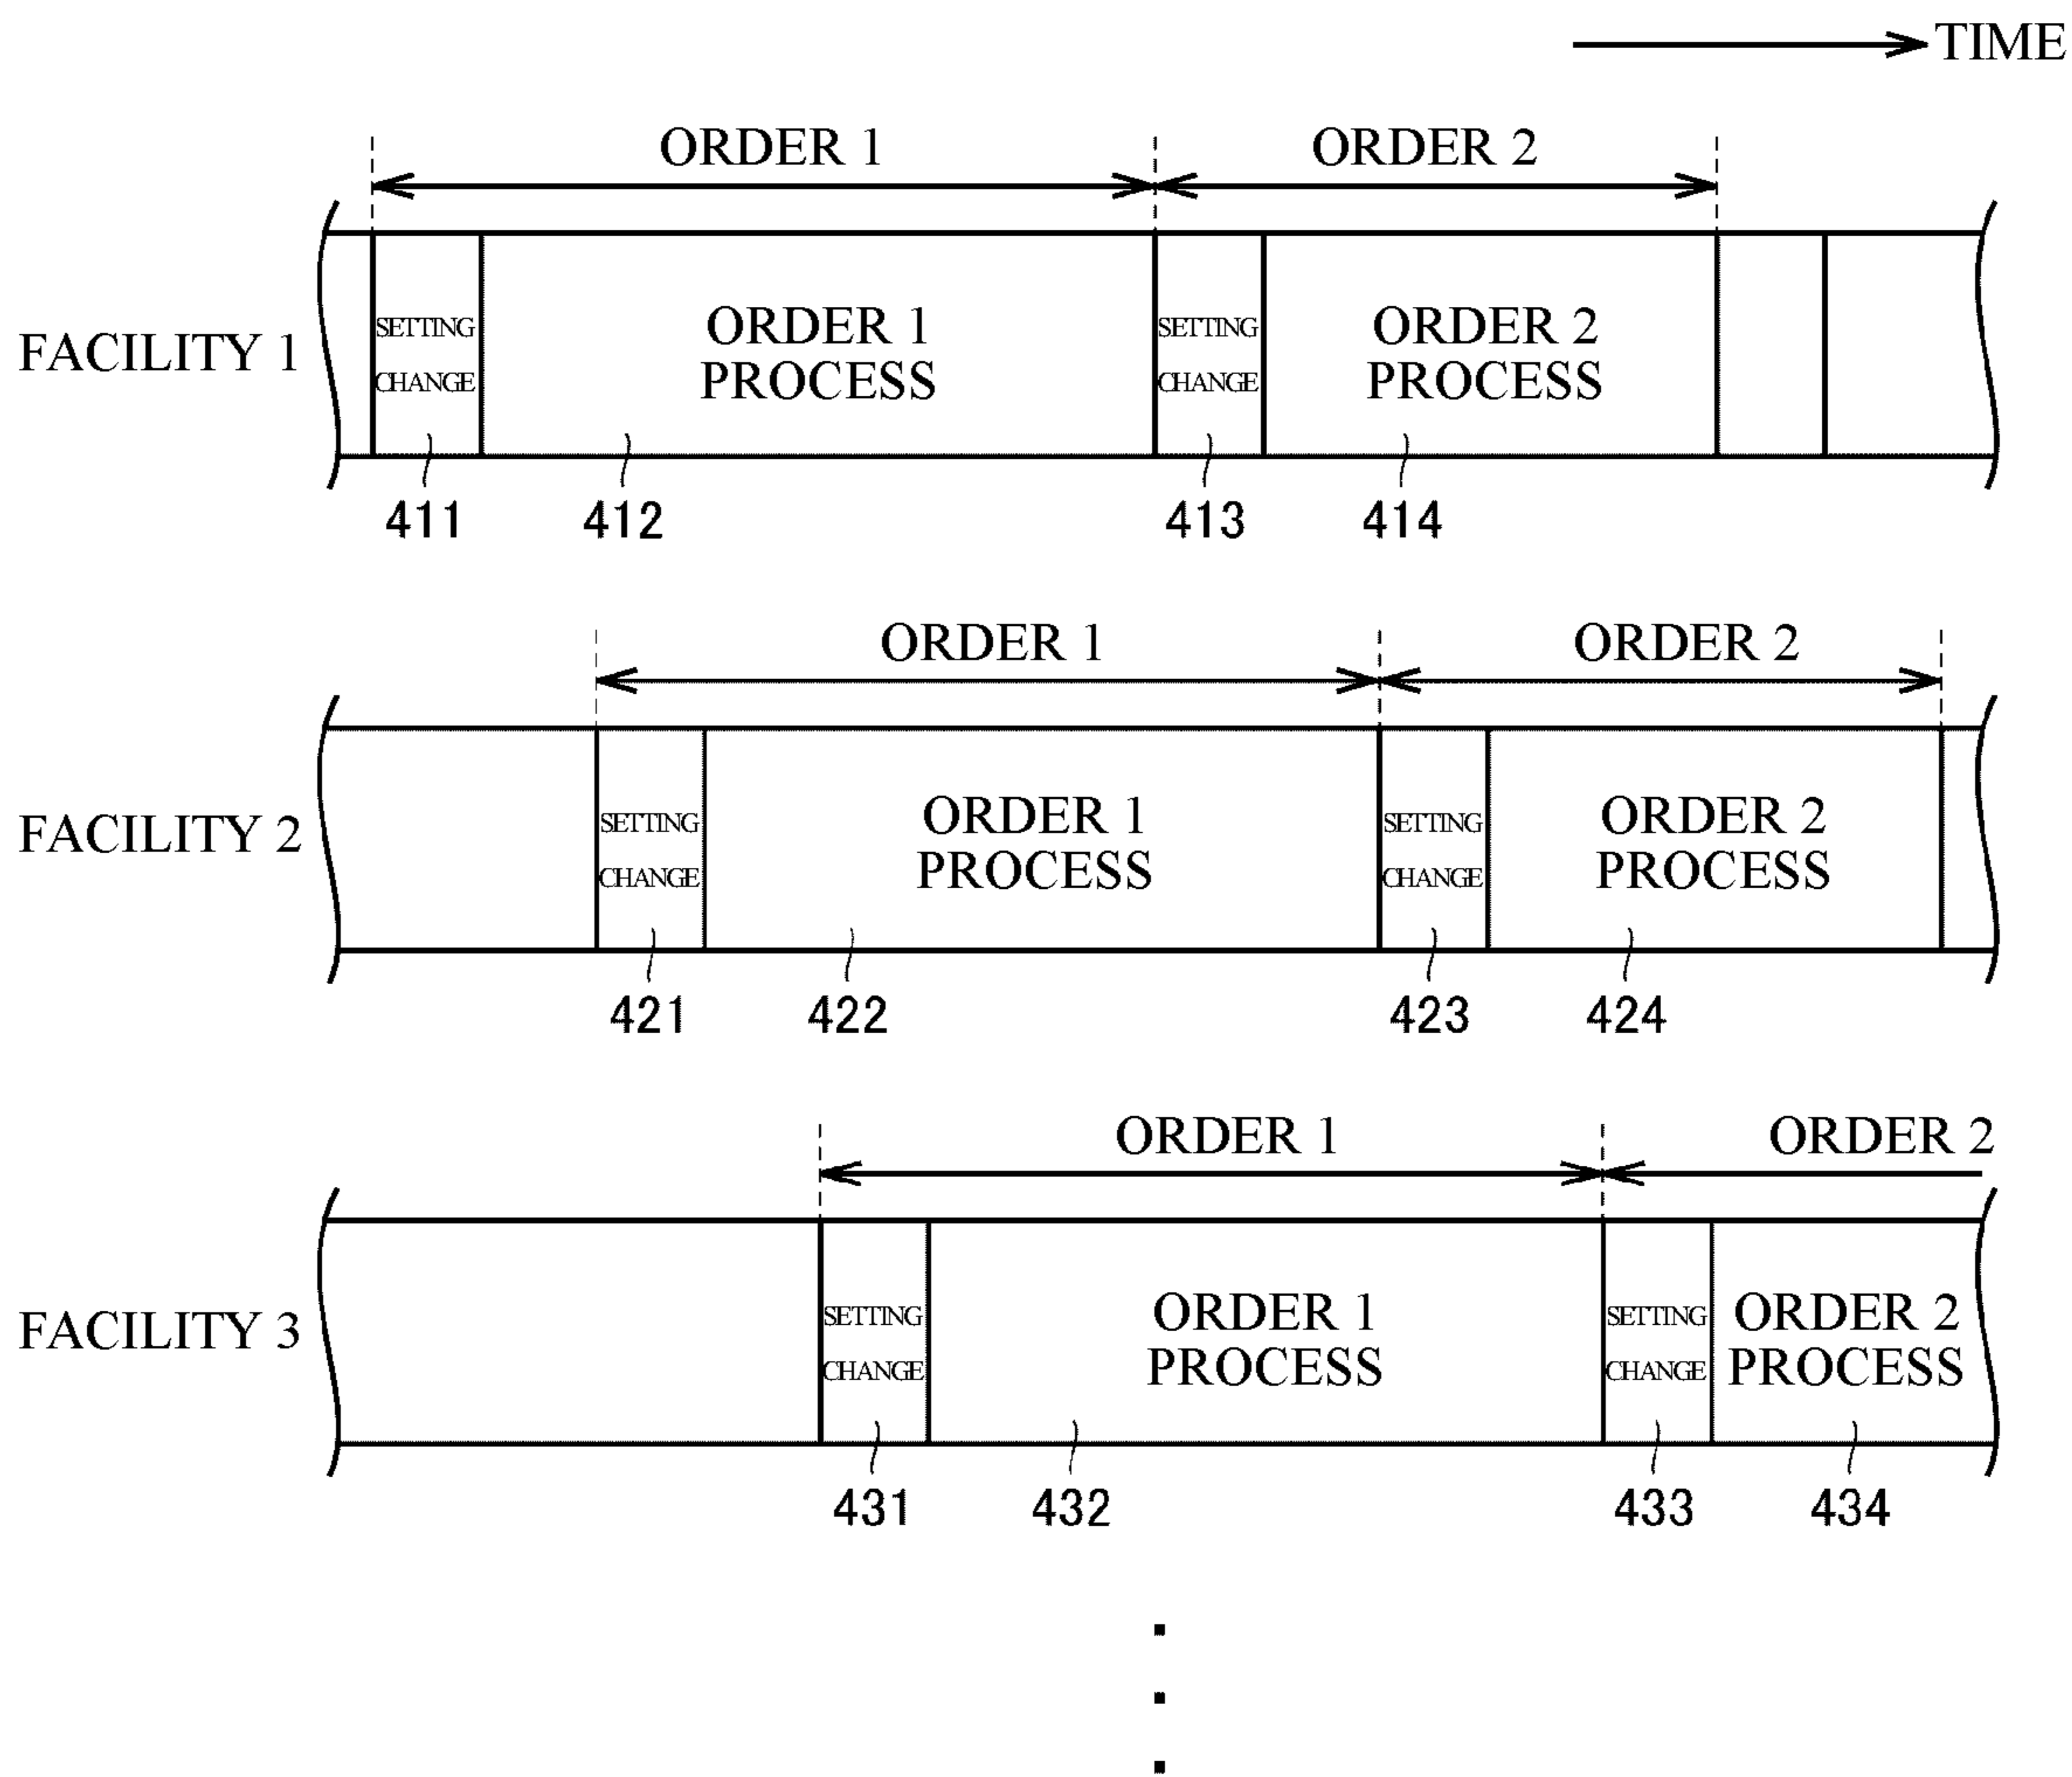 TIME
ORDER 1
ORDER 2
FACILITY 1
SETTING
CHANGE
ORDER 1
PROCESS
SETTING
CHANGE
ORDER 2
PROCESS
411
412
413
414
ORDER 1
ORDER 2
FACILITY 2
SETTING
CHANGE
ORDER 1
PROCESS
SETTING
CHANGE
ORDER 2
PROCESS
421
422
423
424
ORDER 1
ORDER 2
FACILITY 3
SETTING
CHANGE
ORDER 1
PROCESS
SETTING
CHANGE
ORDER 2
PROCESS
431
432
433
434